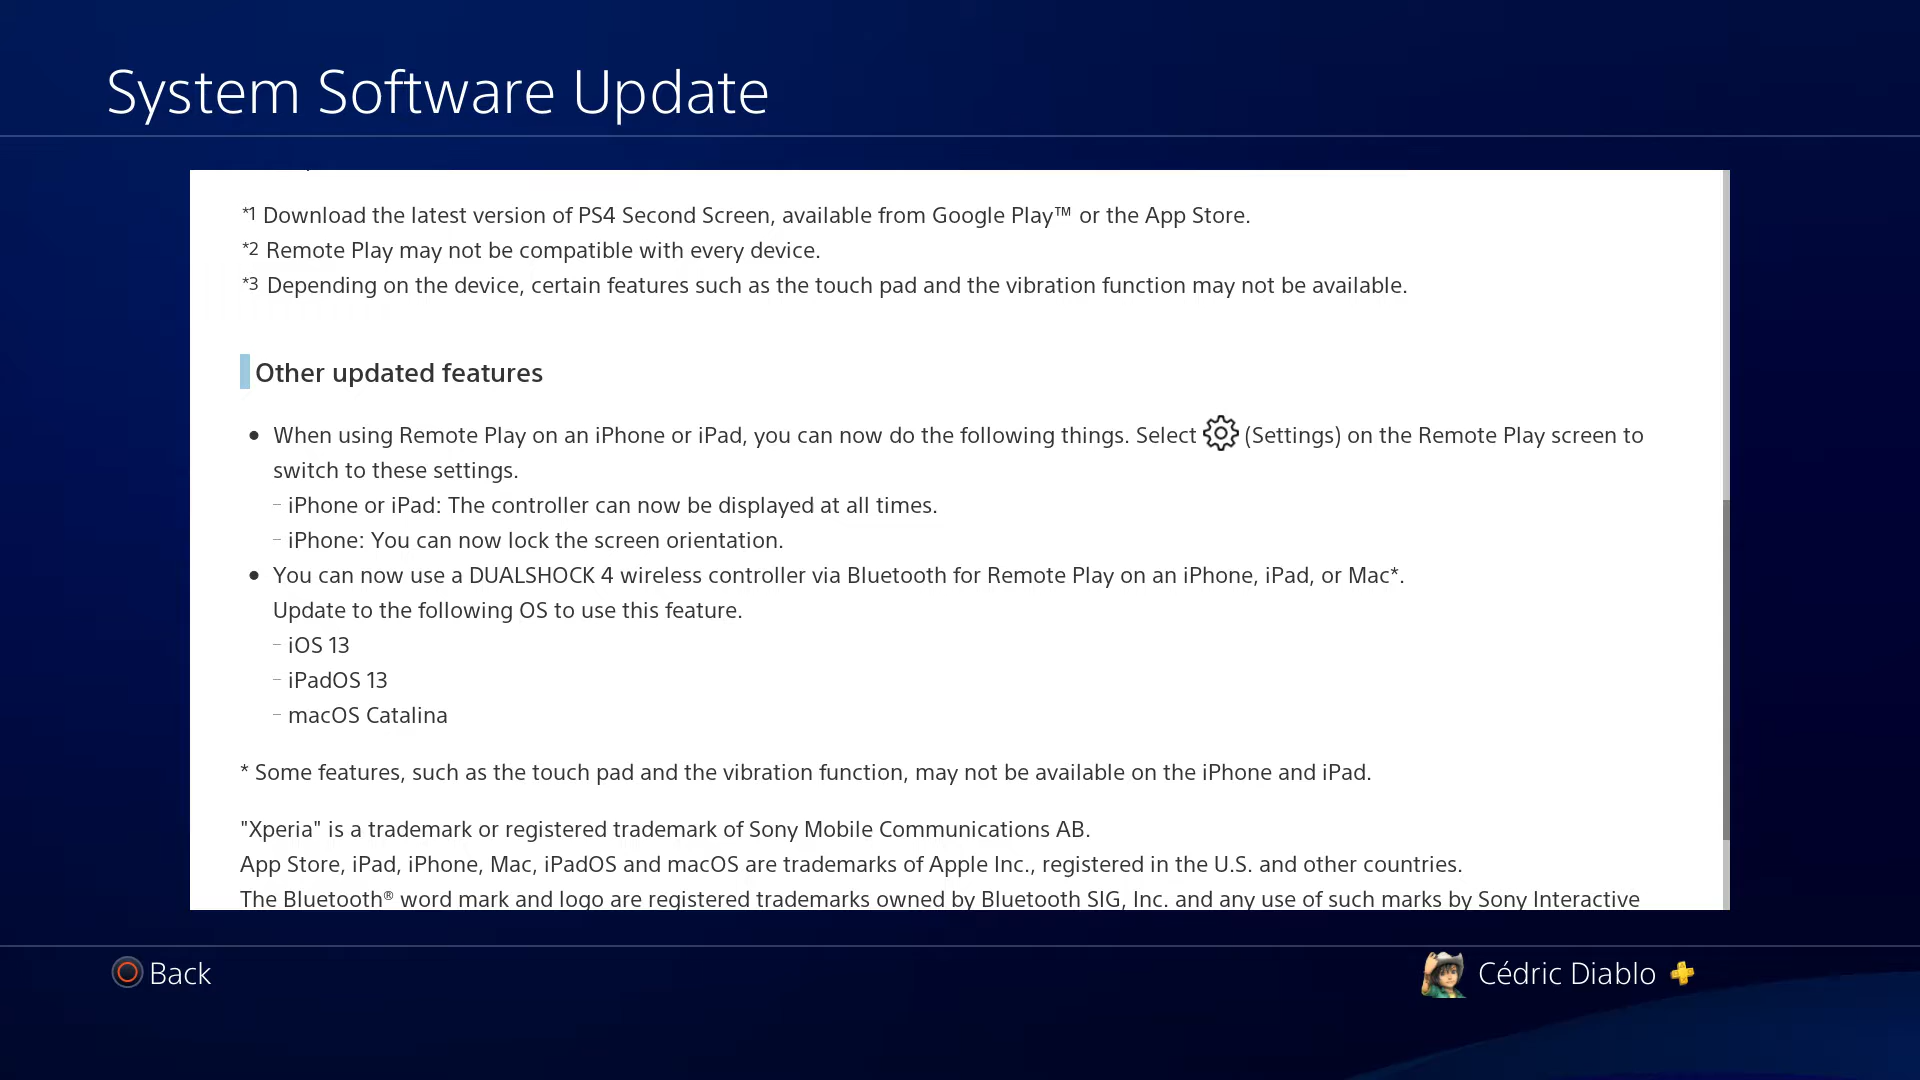 System Software Update
*1 Download the latest version of PS4 Second Screen, available from Google Play™ or the App Store.
*2 Remote Play may not be compatible with every device.
*3 Depending on the device, certain features such as the touch pad and the vibration function may not be available.
Other updated features
● When using Remote Play on an iPhone or iPad, you can now do the following things. Select (Settings) on the Remote Play screen to
switch to these settings.
– iPhone or iPad: The controller can now be displayed at all times.
– iPhone: You can now lock the screen orientation.
● You can now use a DUALSHOCK 4 wireless controller via Bluetooth for Remote Play on an iPhone, iPad, or Mac*.
Update to the following OS to use this feature.
– iOS 13
– iPadOS 13
– macOS Catalina
* Some features, such as the touch pad and the vibration function, may not be available on the iPhone and iPad.
"Xperia" is a trademark or registered trademark of Sony Mobile Communications AB.
App Store, iPad, iPhone, Mac, iPadOS and macOS are trademarks of Apple Inc., registered in the U.S. and other countries.
The Bluetooth® word mark and logo are registered trademarks owned by Bluetooth SIG, Inc. and any use of such marks by Sony Interactive
Back
Cédric Diablo